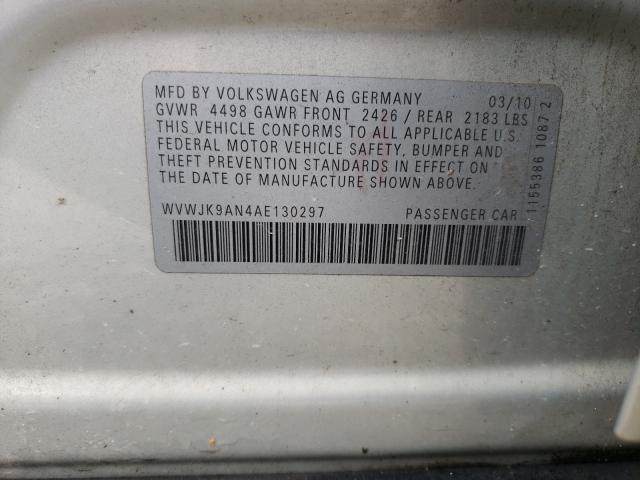 MFD BY VOLKSWAGEN AG GERMANY 03/10
GVWR 4498 GAWR FRONT 2426 / REAR 2183 LBS
THIS VEHICLE CONFORMS TO ALL APPLICABLE U.S.
FEDERAL MOTOR VEHICLE SAFETY, BUMPER AND
THEFT PREVENTION STANDARDS IN EFFECT ON
THE DATE OF MANUFACTURE SHOWN ABOVE.
WVWJK9AN4AE130297 PASSENGER CAR
1155386 1087 2